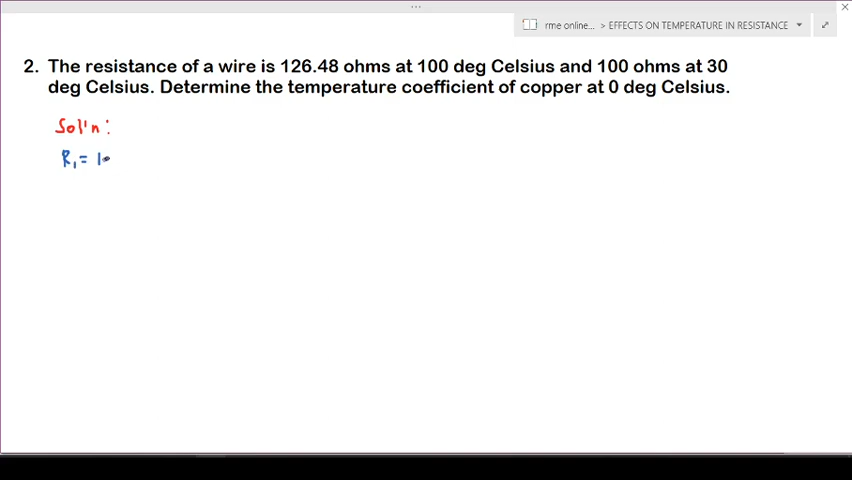 rme online... > EFFECTS ON TEMPERATURE IN RESISTANCE
2. The resistance of a wire is 126.48 ohms at 100 deg Celsius and 100 ohms at 30
deg Celsius. Determine the temperature coefficient of copper at 0 deg Celsius.
Sol'n:
R₁ = 1